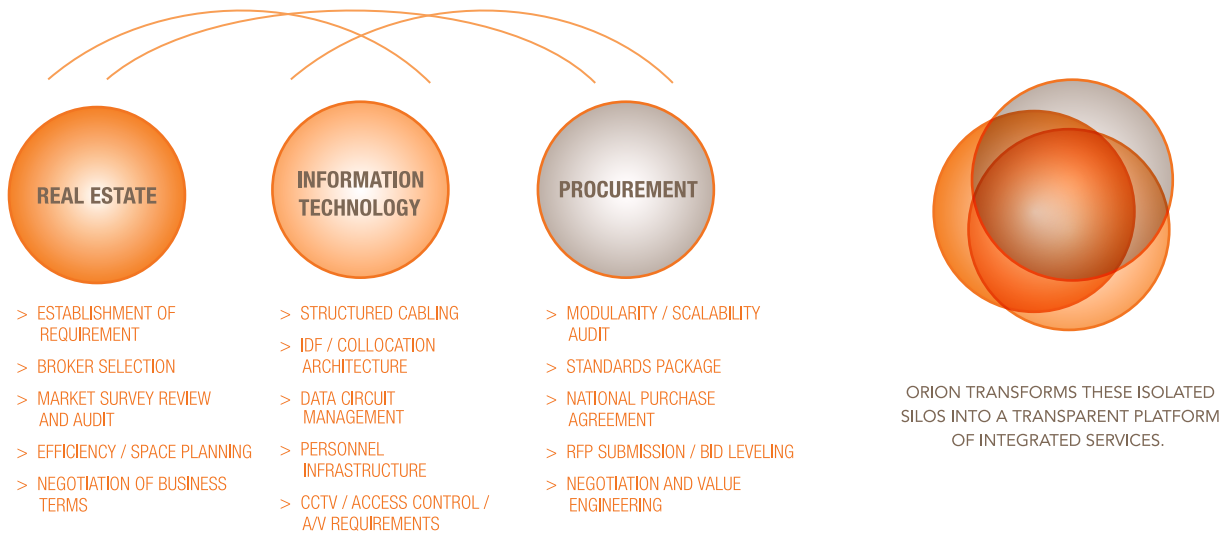 REAL ESTATE
> ESTABLISHMENT OF
REQUIREMENT
> BROKER SELECTION
> MARKET SURVEY REVIEW
AND AUDIT
> EFFICIENCY / SPACE PLANNING
> NEGOTIATION OF BUSINESS
TERMS
INFORMATION
TECHNOLOGY
> STRUCTURED CABLING
> IDF / COLLOCATION
ARCHITECTURE
> DATA CIRCUIT
MANAGEMENT
> PERSONNEL
INFRASTRUCTURE
> CCTV / ACCESS CONTROL /
A/V REQUIREMENTS
PROCUREMENT
> MODULARITY / SCALABILITY
AUDIT
> STANDARDS PACKAGE
> NATIONAL PURCHASE
AGREEMENT
> RFP SUBMISSION / BID LEVELING
> NEGOTIATION AND VALUE
ENGINEERING
ORION TRANSFORMS THESE ISOLATED
SILOS INTO A TRANSPARENT PLATFORM
OF INTEGRATED SERVICES.